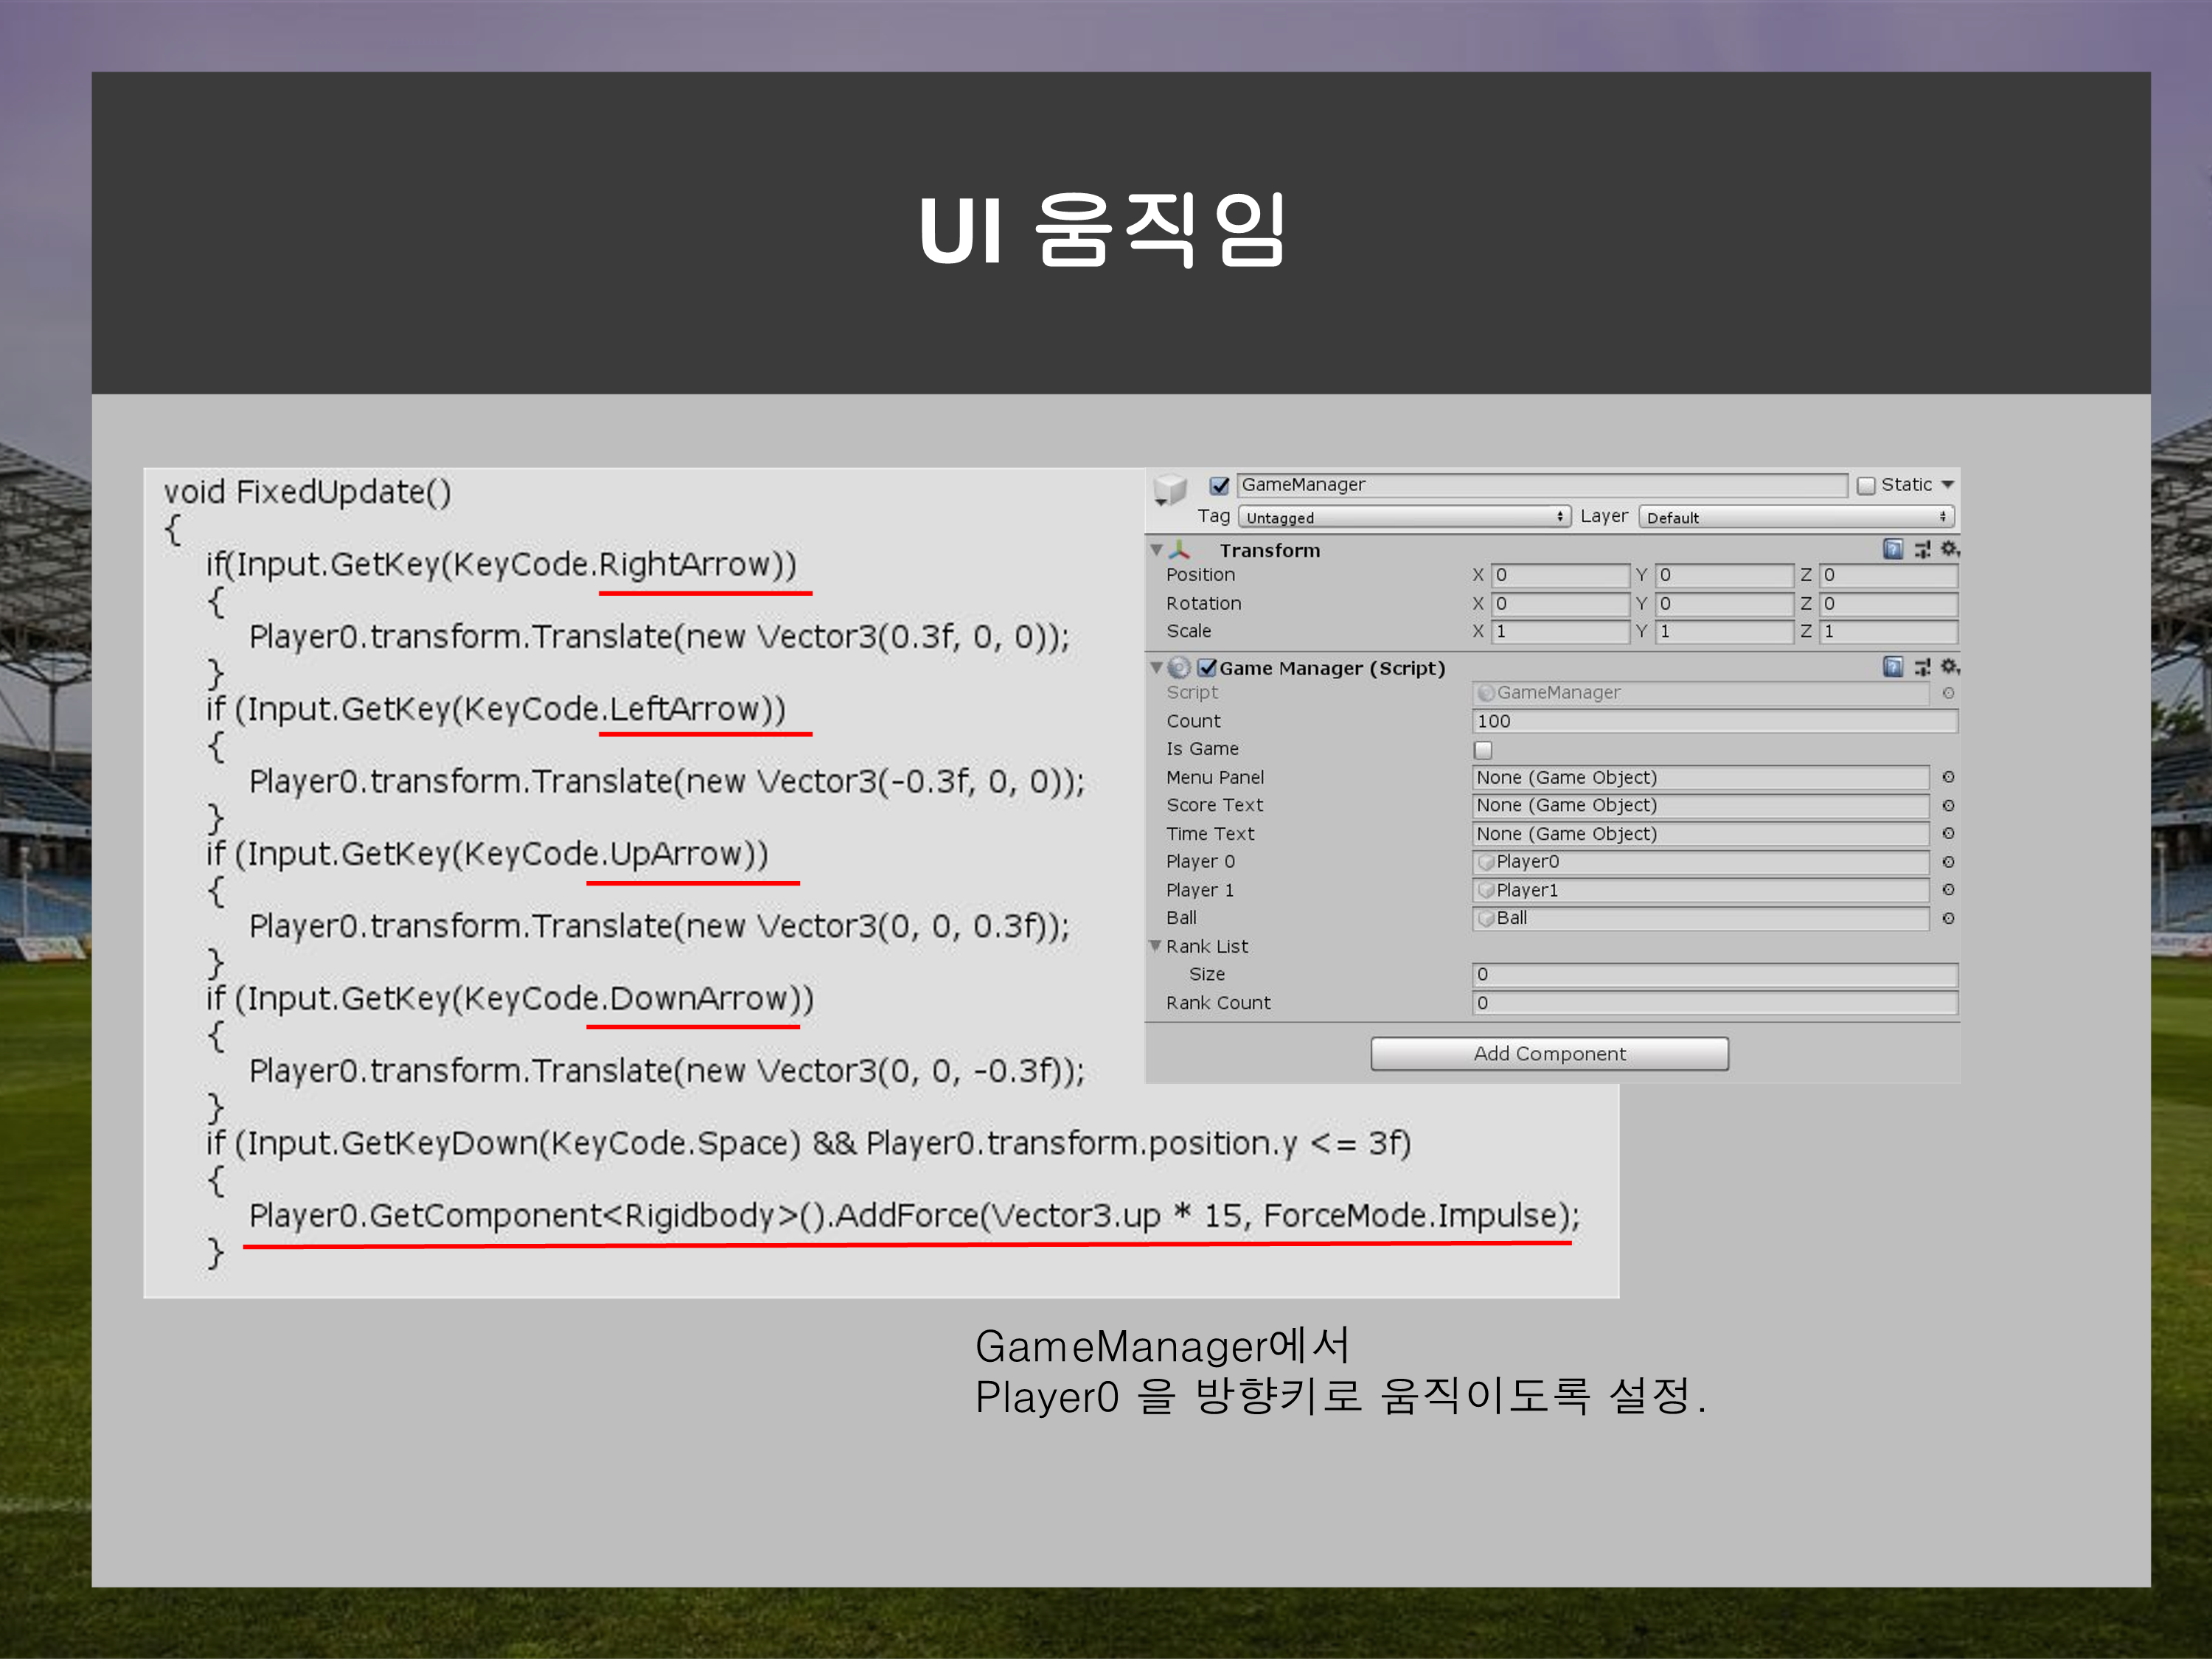 UI 움직임
void FixedUpdate()
{
if(Input.GetKey(KeyCode.RightArrow))
{
Player0.transform.Translate(new Vector3(0.3f, 0, 0));
}
if (Input.GetKey(KeyCode.LeftArrow))
{
Player0.transform.Translate(new Vector3(-0.3f, 0, 0));
}
if (Input.GetKey(KeyCode.UpArrow))
{
Player0.transform.Translate(new Vector3(0, 0, 0.3f));
}
if (Input.GetKey(KeyCode.DownArrow))
{
Player0.transform.Translate(new Vector3(0, 0, -0.3f));
}
if (Input.GetKeyDown(KeyCode.Space) && Player0.transform.position.y <= 3f)
{
Player0.GetComponent<Rigidbody>().AddForce(Vector3.up * 15, ForceMode.Impulse);
}
GameManager Static
Tag Untagged Layer Default
Transform
Position X 0 Y 0 Z 0
Rotation X 0 Y 0 Z 0
Scale X 1 Y 1 Z 1
Game Manager (Script)
Script GameManager
Count 100
Is Game
Menu Panel None (Game Object)
Score Text None (Game Object)
Time Text None (Game Object)
Player 0 Player0
Player 1 Player1
Ball Ball
Rank List
Size 0
Rank Count 0
Add Component
GameManager에서
Player0 을 방향키로 움직이도록 설정.